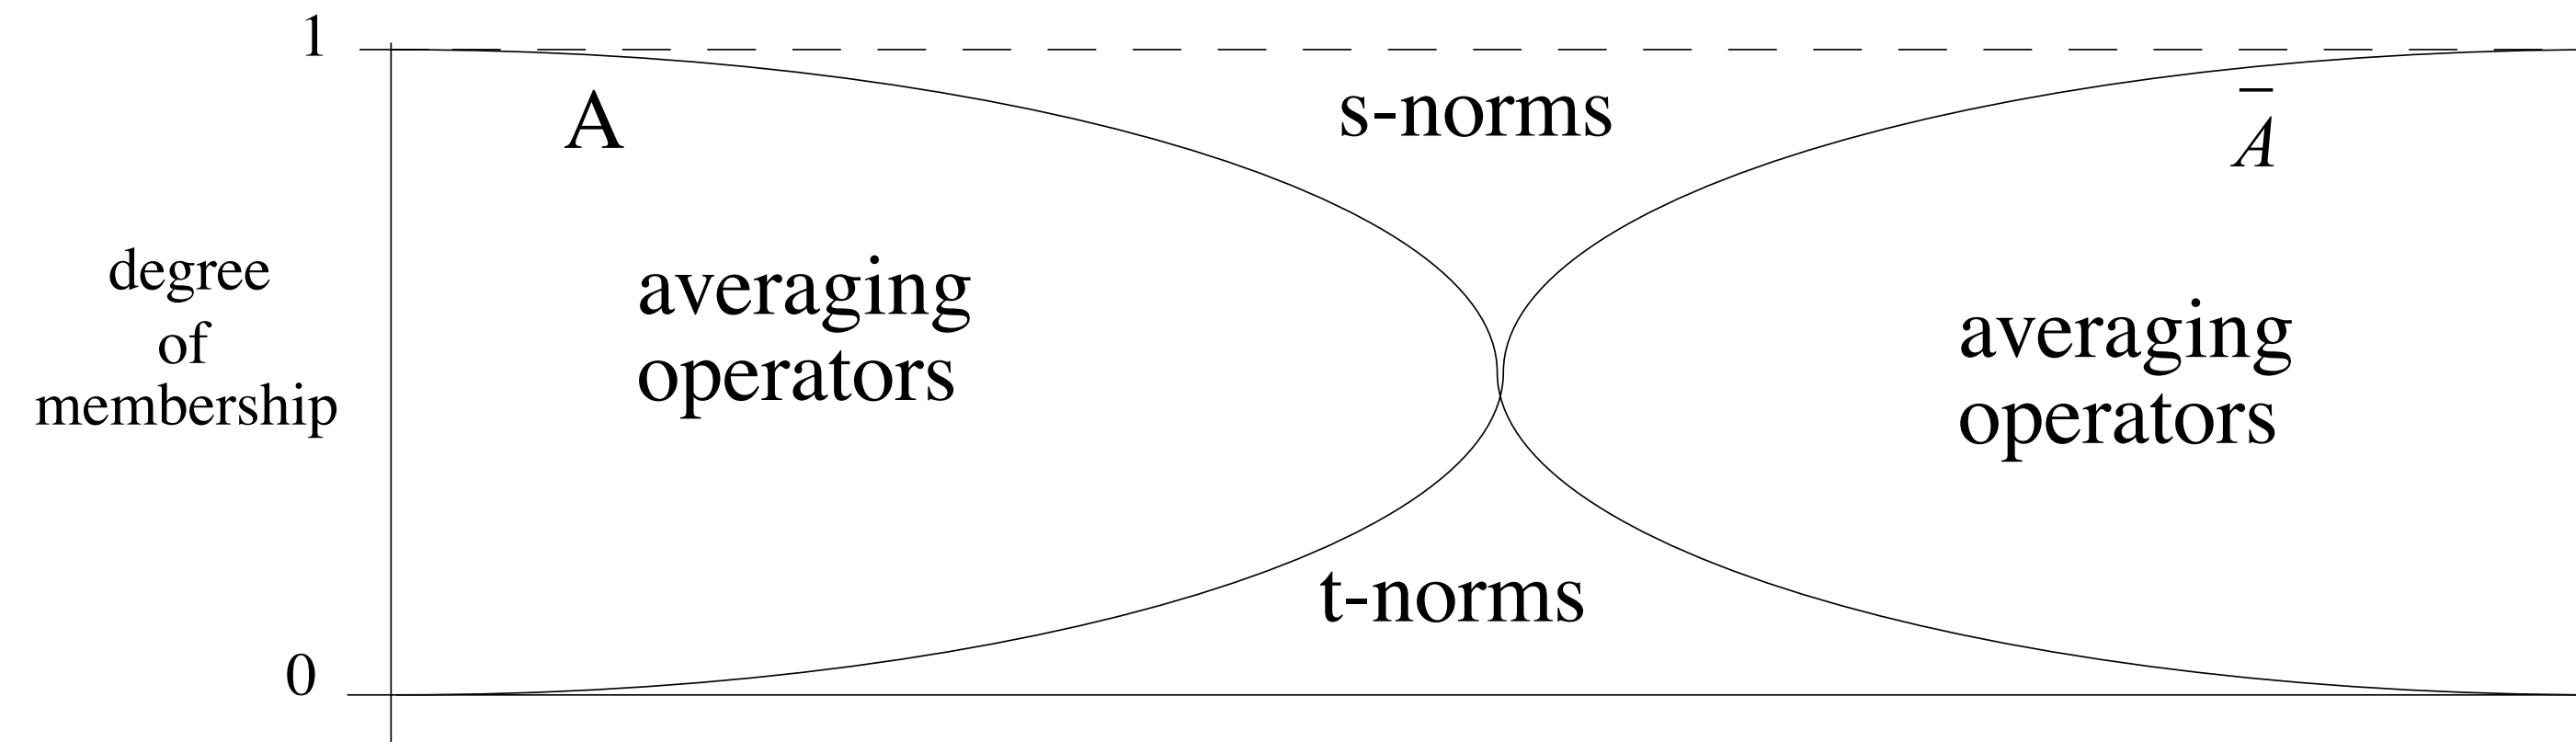 1
A
s-norms
A̅
degree
of
membership
averaging
operators
averaging
operators
t-norms
0